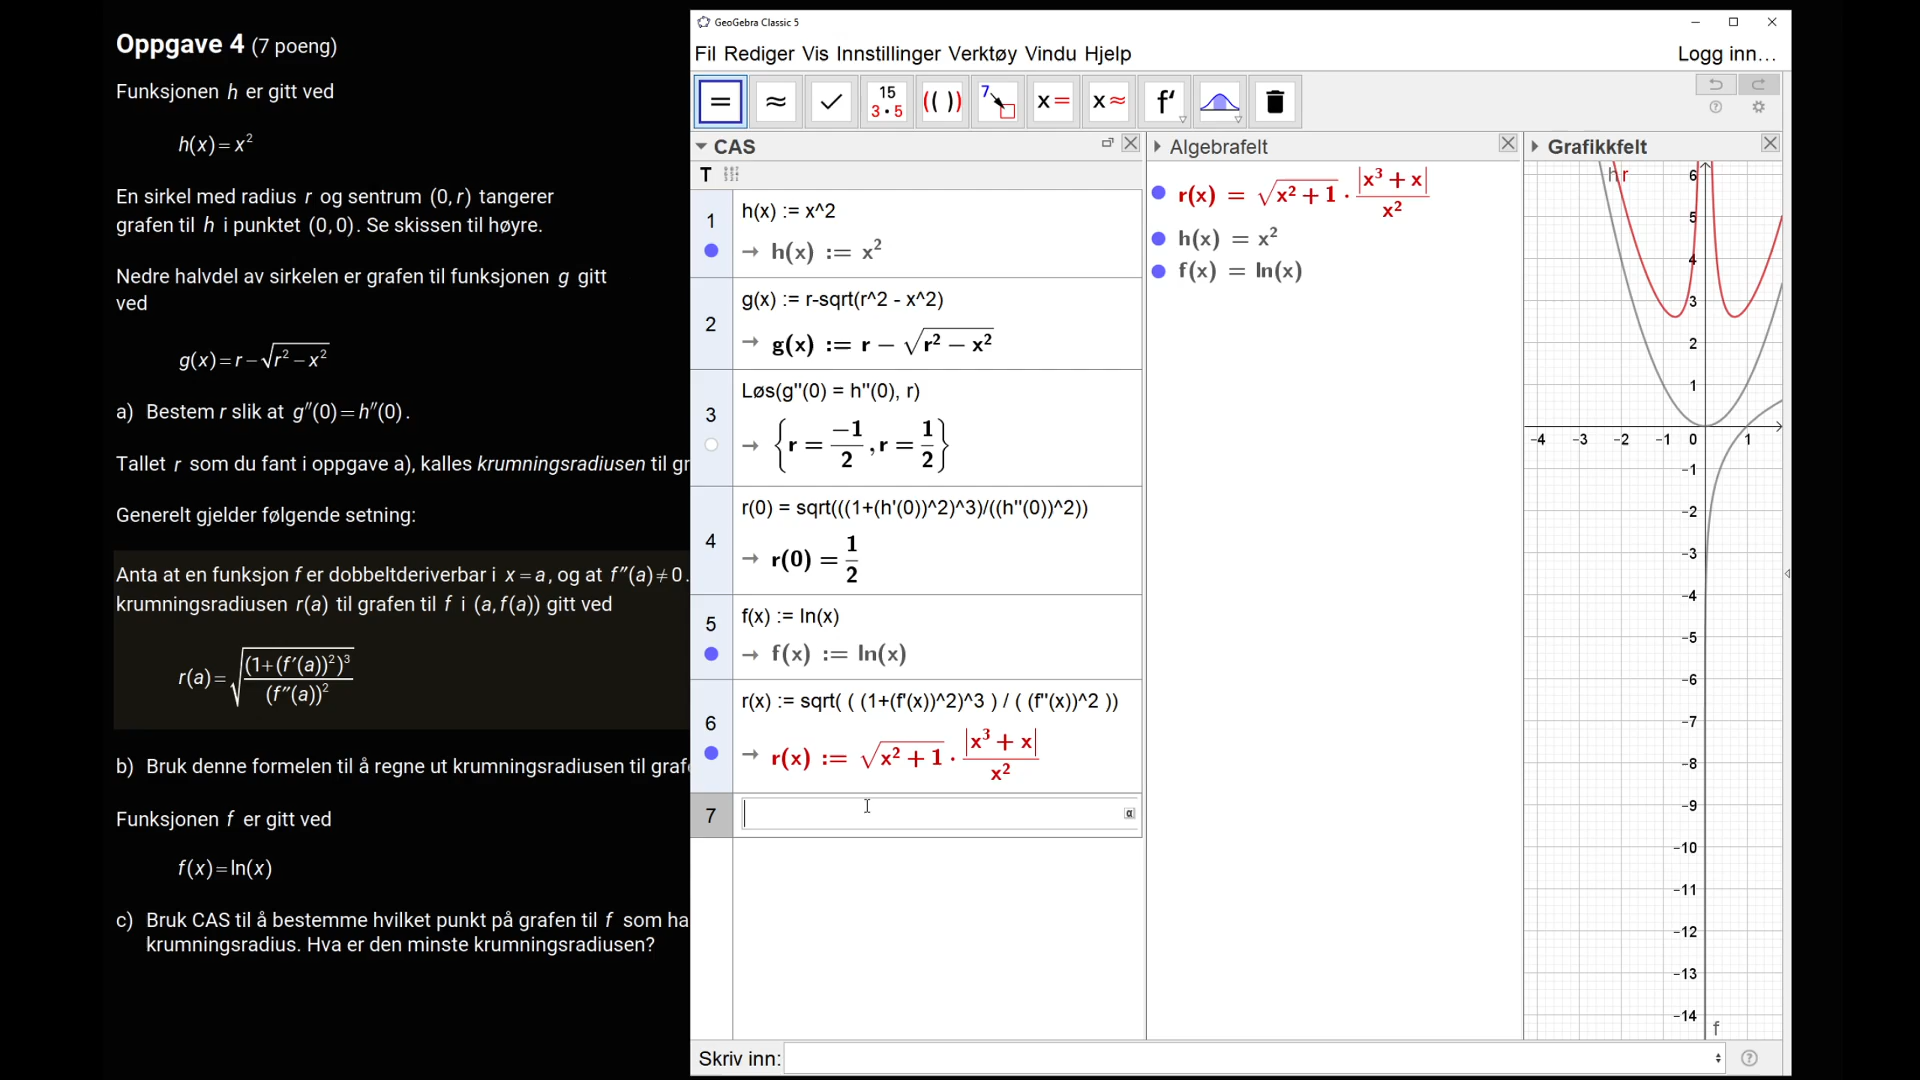 Oppgave 4 (7 poeng)
Funksjonen h er gitt ved
h(x)=x²
En sirkel med radius r og sentrum (0,r) tangerer
grafen til h i punktet (0,0). Se skissen til høyre.
Nedre halvdel av sirkelen er grafen til funksjonen g gitt
ved
g(x)=r−√(r²−x²)
a) Bestem r slik at g″(0)=h″(0).
Tallet r som du fant i oppgave a), kalles krumningsradiusen til gr
Generelt gjelder følgende setning:
Anta at en funksjon f er dobbeltderiverbar i x=a, og at f″(a)≠0.
krumningsradiusen r(a) til grafen til f i (a,f(a)) gitt ved
r(a)=√((1+(f′(a))²)³/(f″(a))²)
b) Bruk denne formelen til å regne ut krumningsradiusen til graf
Funksjonen f er gitt ved
f(x)=ln(x)
c) Bruk CAS til å bestemme hvilket punkt på grafen til f som ha
krumningsradius. Hva er den minste krumningsradiusen?
GeoGebra Classic 5
Fil Rediger Vis Innstillinger Verktøy Vindu Hjelp
Logg inn...
= ≈ ✓ 15 3·5 (( )) 7 x= x≈ f'
CAS
T
1
h(x) := x^2
→ h(x) := x²
2
g(x) := r-sqrt(r^2 - x^2)
→ g(x) := r − √(r² − x²)
3
Løs(g''(0) = h''(0), r)
→ {r = −1/2, r = 1/2}
4
r(0) = sqrt(((1+(h'(0))^2)^3)/((h''(0))^2))
→ r(0) = 1/2
5
f(x) := ln(x)
→ f(x) := ln(x)
6
r(x) := sqrt( ( (1+(f'(x))^2)^3 ) / ( (f''(x))^2 ))
→ r(x) := √(x² + 1) · |x³ + x|/x²
7
α
Algebrafelt
r(x) = √(x² + 1) · |x³ + x|/x²
h(x) = x²
f(x) = ln(x)
Grafikkfelt
h r
6
5
4
3
2
1
−4 −3 −2 −1 0 1
−1
−2
−3
−4
−5
−6
−7
−8
−9
−10
−11
−12
−13
−14
f
Skriv inn: